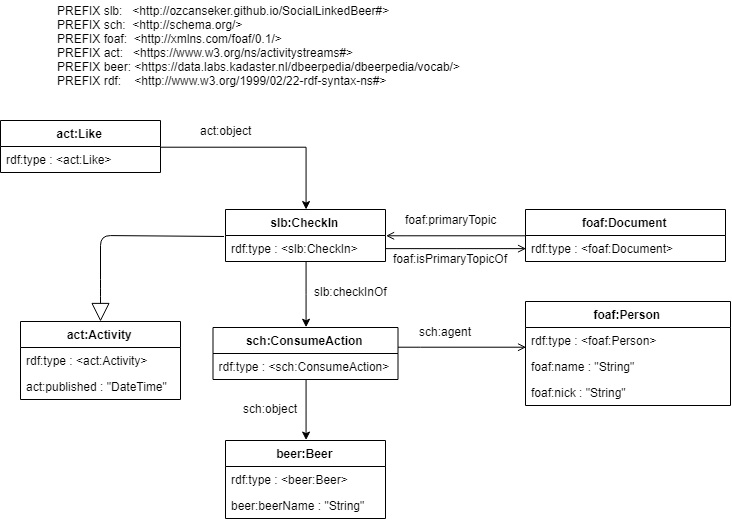 PREFIX slb: <http://ozcanseker.github.io/SocialLinkedBeer#>
PREFIX sch: <http://schema.org/>
PREFIX foaf: <http://xmlns.com/foaf/0.1/>
PREFIX act: <https://www.w3.org/ns/activitystreams#>
PREFIX beer: <https://data.labs.kadaster.nl/dbeerpedia/dbeerpedia/vocab/>
PREFIX rdf: <http://www.w3.org/1999/02/22-rdf-syntax-ns#>
act:Like
rdf:type : <act:Like>
act:object
slb:CheckIn
rdf:type : <slb:CheckIn>
foaf:primaryTopic
foaf:isPrimaryTopicOf
foaf:Document
rdf:type : <foaf:Document>
slb:checkInOf
act:Activity
rdf:type : <act:Activity>
act:published : "DateTime"
sch:ConsumeAction
rdf:type : <sch:ConsumeAction>
sch:agent
foaf:Person
rdf:type : <foaf:Person>
foaf:name : "String"
foaf:nick : "String"
sch:object
beer:Beer
rdf:type : <beer:Beer>
beer:beerName : "String"